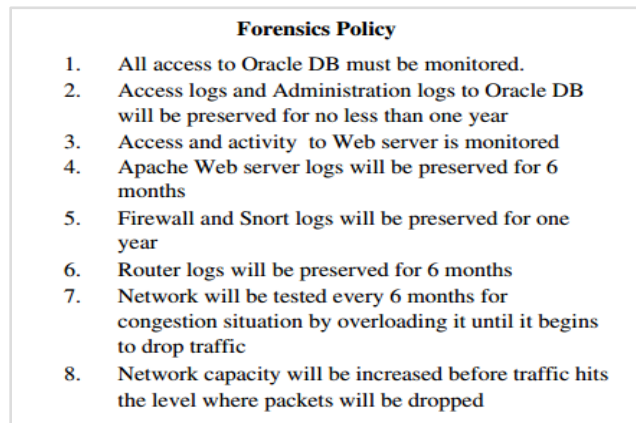 Forensics Policy
1. All access to Oracle DB must be monitored.
2. Access logs and Administration logs to Oracle DB
will be preserved for no less than one year
3. Access and activity to Web server is monitored
4. Apache Web server logs will be preserved for 6
months
5. Firewall and Snort logs will be preserved for one
year
6. Router logs will be preserved for 6 months
7. Network will be tested every 6 months for
congestion situation by overloading it until it begins
to drop traffic
8. Network capacity will be increased before traffic hits
the level where packets will be dropped